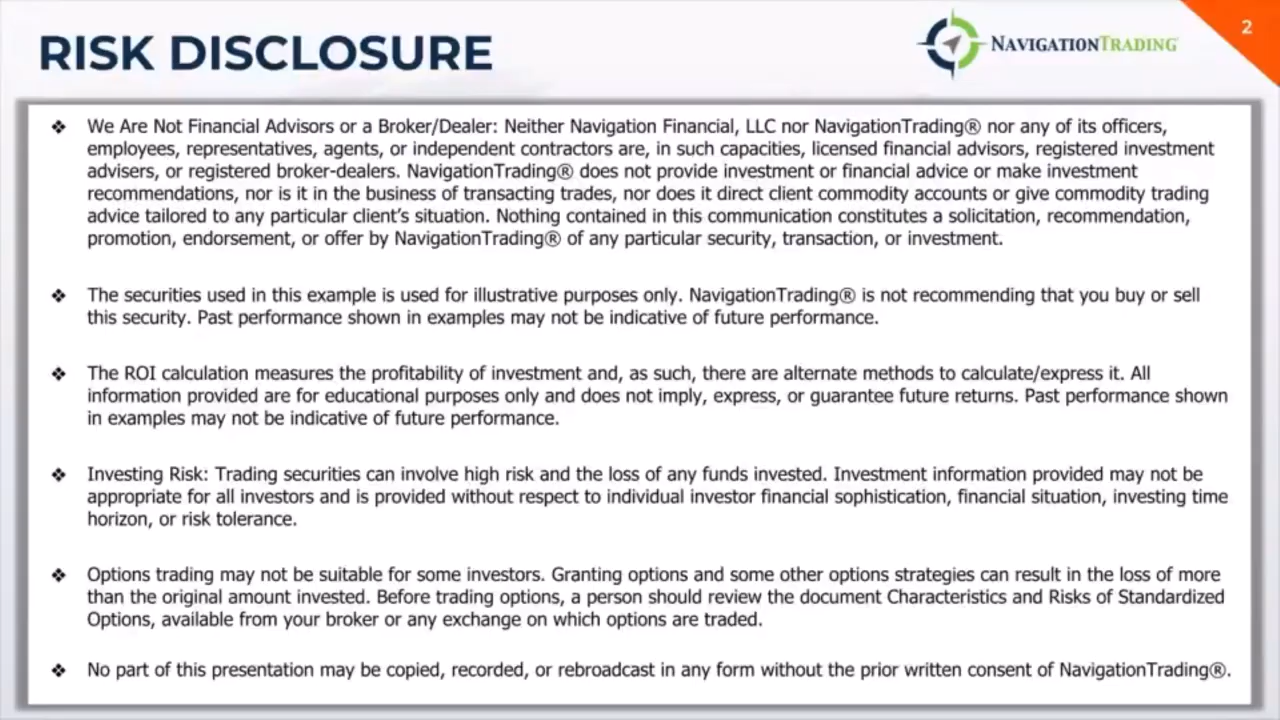 RISK DISCLOSURE
NAVIGATIONTRADING®
2
❖ We Are Not Financial Advisors or a Broker/Dealer: Neither Navigation Financial, LLC nor NavigationTrading® nor any of its officers,
employees, representatives, agents, or independent contractors are, in such capacities, licensed financial advisors, registered investment
advisers, or registered broker-dealers. NavigationTrading® does not provide investment or financial advice or make investment
recommendations, nor is it in the business of transacting trades, nor does it direct client commodity accounts or give commodity trading
advice tailored to any particular client's situation. Nothing contained in this communication constitutes a solicitation, recommendation,
promotion, endorsement, or offer by NavigationTrading® of any particular security, transaction, or investment.
❖ The securities used in this example is used for illustrative purposes only. NavigationTrading® is not recommending that you buy or sell
this security. Past performance shown in examples may not be indicative of future performance.
❖ The ROI calculation measures the profitability of investment and, as such, there are alternate methods to calculate/express it. All
information provided are for educational purposes only and does not imply, express, or guarantee future returns. Past performance shown
in examples may not be indicative of future performance.
❖ Investing Risk: Trading securities can involve high risk and the loss of any funds invested. Investment information provided may not be
appropriate for all investors and is provided without respect to individual investor financial sophistication, financial situation, investing time
horizon, or risk tolerance.
❖ Options trading may not be suitable for some investors. Granting options and some other options strategies can result in the loss of more
than the original amount invested. Before trading options, a person should review the document Characteristics and Risks of Standardized
Options, available from your broker or any exchange on which options are traded.
❖ No part of this presentation may be copied, recorded, or rebroadcast in any form without the prior written consent of NavigationTrading®.